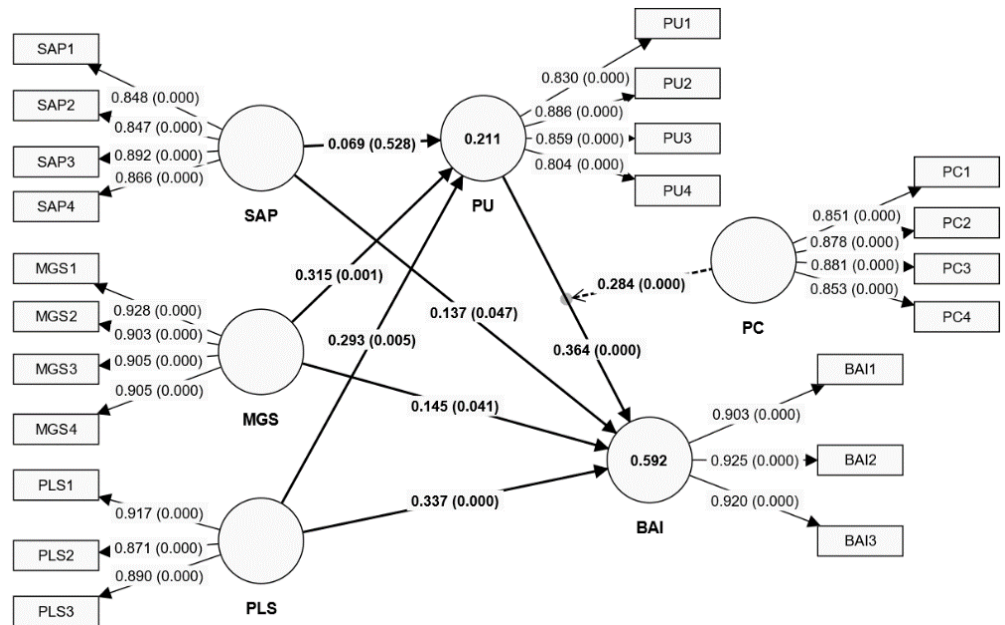 SAP1
SAP2
SAP3
SAP4
0.848 (0.000)
0.847 (0.000)
0.892 (0.000)
0.866 (0.000)
SAP
MGS1
MGS2
MGS3
MGS4
0.928 (0.000)
0.903 (0.000)
0.905 (0.000)
0.905 (0.000)
MGS
PLS1
PLS2
PLS3
0.917 (0.000)
0.871 (0.000)
0.890 (0.000)
PLS
0.069 (0.528)
0.315 (0.001)
0.293 (0.005)
0.137 (0.047)
0.145 (0.041)
0.337 (0.000)
0.211
PU
0.830 (0.000)
0.886 (0.000)
0.859 (0.000)
0.804 (0.000)
PU1
PU2
PU3
PU4
0.284 (0.000)
0.364 (0.000)
PC
0.851 (0.000)
0.878 (0.000)
0.881 (0.000)
0.853 (0.000)
PC1
PC2
PC3
PC4
0.592
BAI
0.903 (0.000)
0.925 (0.000)
0.920 (0.000)
BAI1
BAI2
BAI3